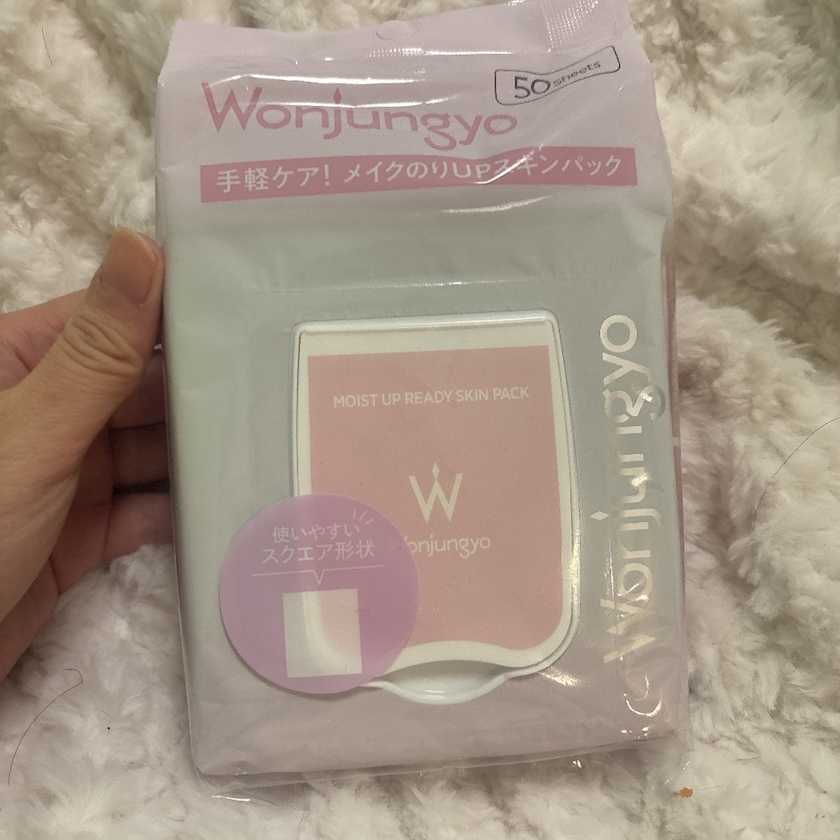 50 sheets
Wonjungyo
手軽ケア! メイクのりUPスキンパック
MOIST UP READY SKIN PACK
W
Wonjungyo
使いやすい
スクエア形状
Wonjungyo